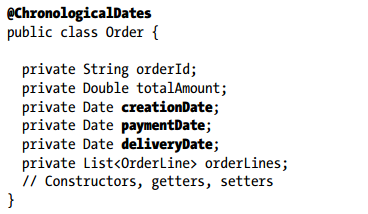 @ChronologicalDates
public class Order {
private String orderId;
private Double totalAmount;
private Date creationDate;
private Date paymentDate;
private Date deliveryDate;
private List<OrderLine> orderLines;
// Constructors, getters, setters
}